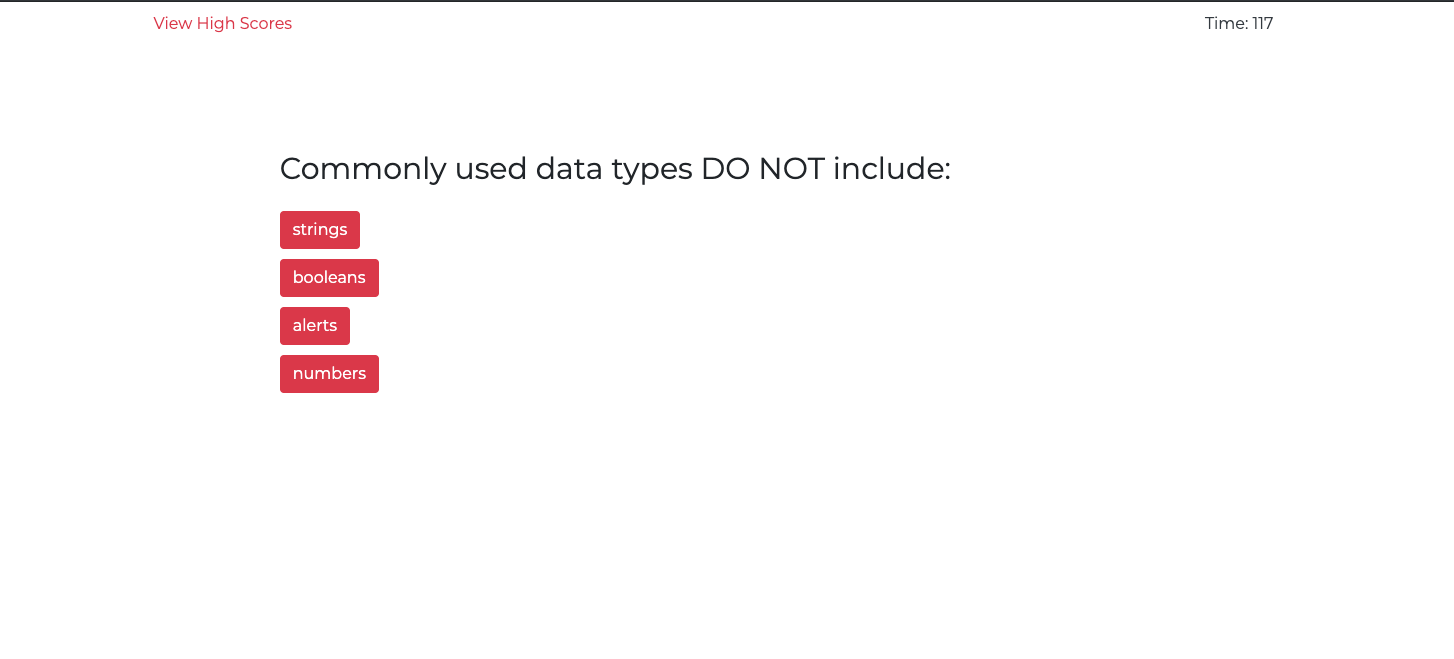 View High Scores
Time: 117
Commonly used data types DO NOT include:
strings
booleans
alerts
numbers